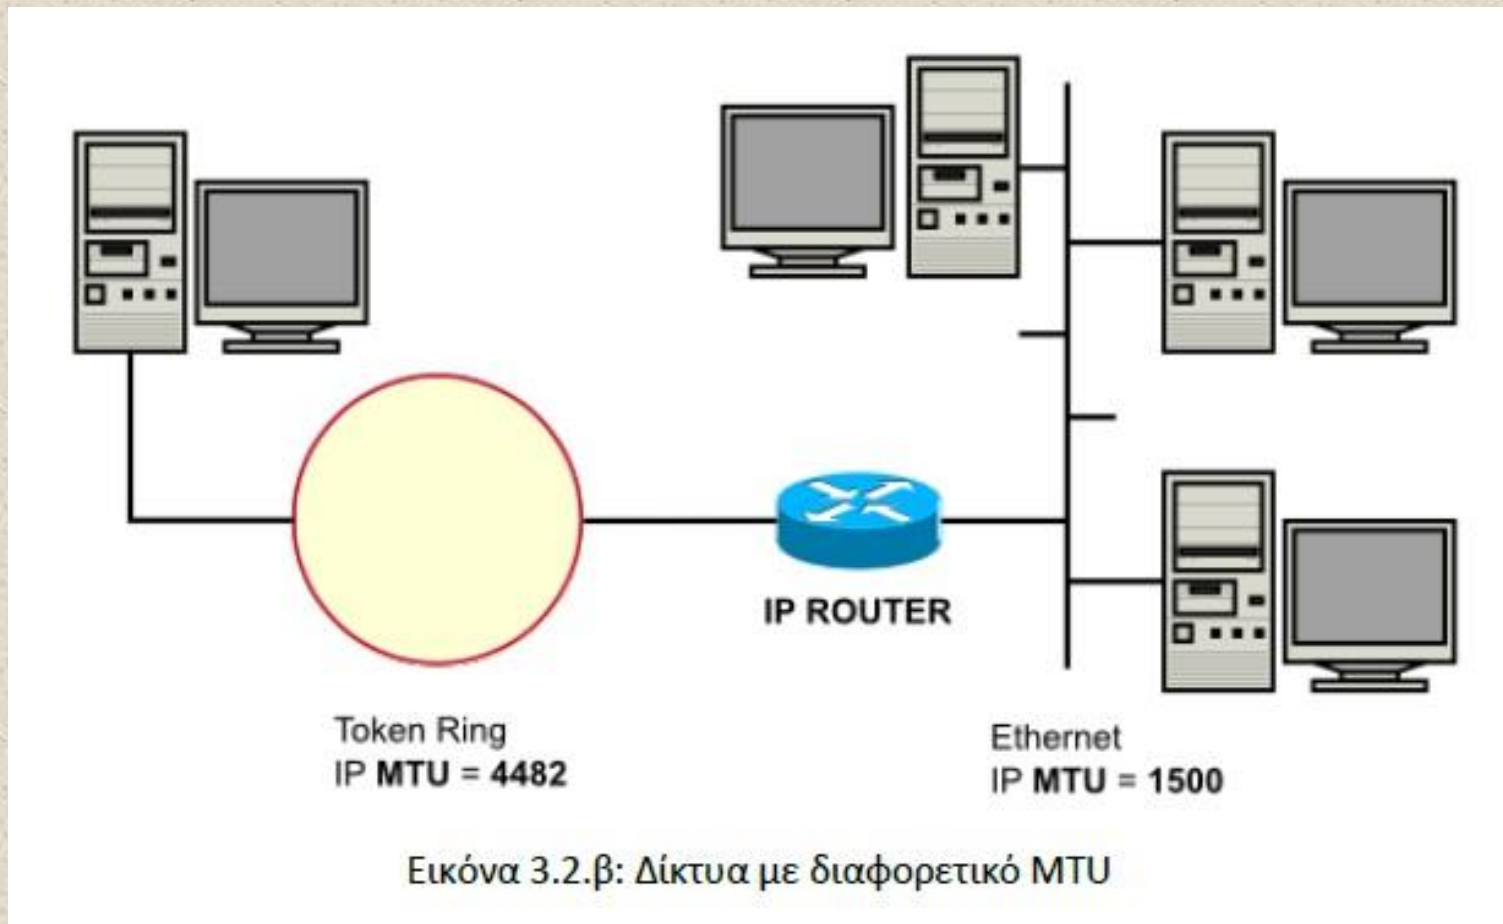 IP ROUTER
Token Ring
IP MTU = 4482
Ethernet
IP MTU = 1500
Εικόνα 3.2.β: Δίκτυα με διαφορετικό MTU